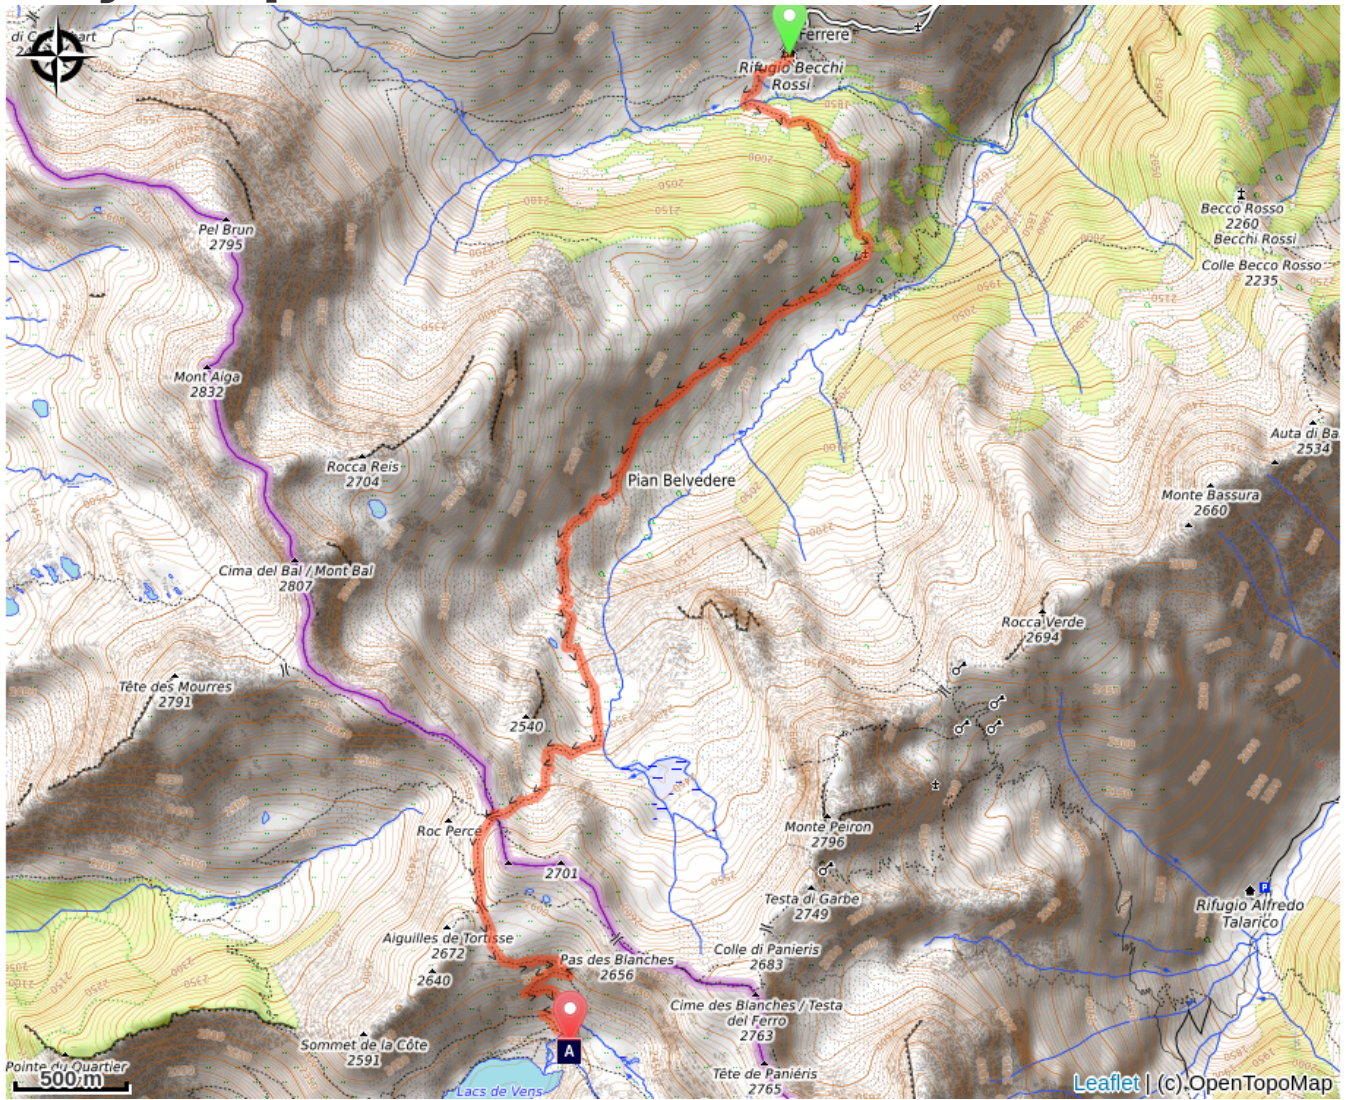 Ferrere
Rifugio Becchi
Rossi
Pel Brun
2795
Becco Rosso
2260
Becchi Rossi
Colle Becco Rosso
2235
Mont Aiga
2832
Auta di Ba
2534
Rocca Reis
2704
Pian Belvedere
Monte Bassura
2660
Cima del Bal / Mont Bal
2807
Rocca Verde
2694
Tête des Mourres
2791
2540
Roc Perce
Monte Peiron
2796
2701
Testa di Garbe
2749
Rifugio Alfredo
Talarico
P
Aiguilles de Tortisse
2672
2640
Pas des Blanches
2656
Colle di Panieris
2683
Cime des Blanches / Testa
del Ferro
2763
Sommet de la Côte
2591
A
Pointe du Quartier
500 m
Tête de Paniéris
2765
Lacs de Vens
Leaflet | (c) OpenTopoMap